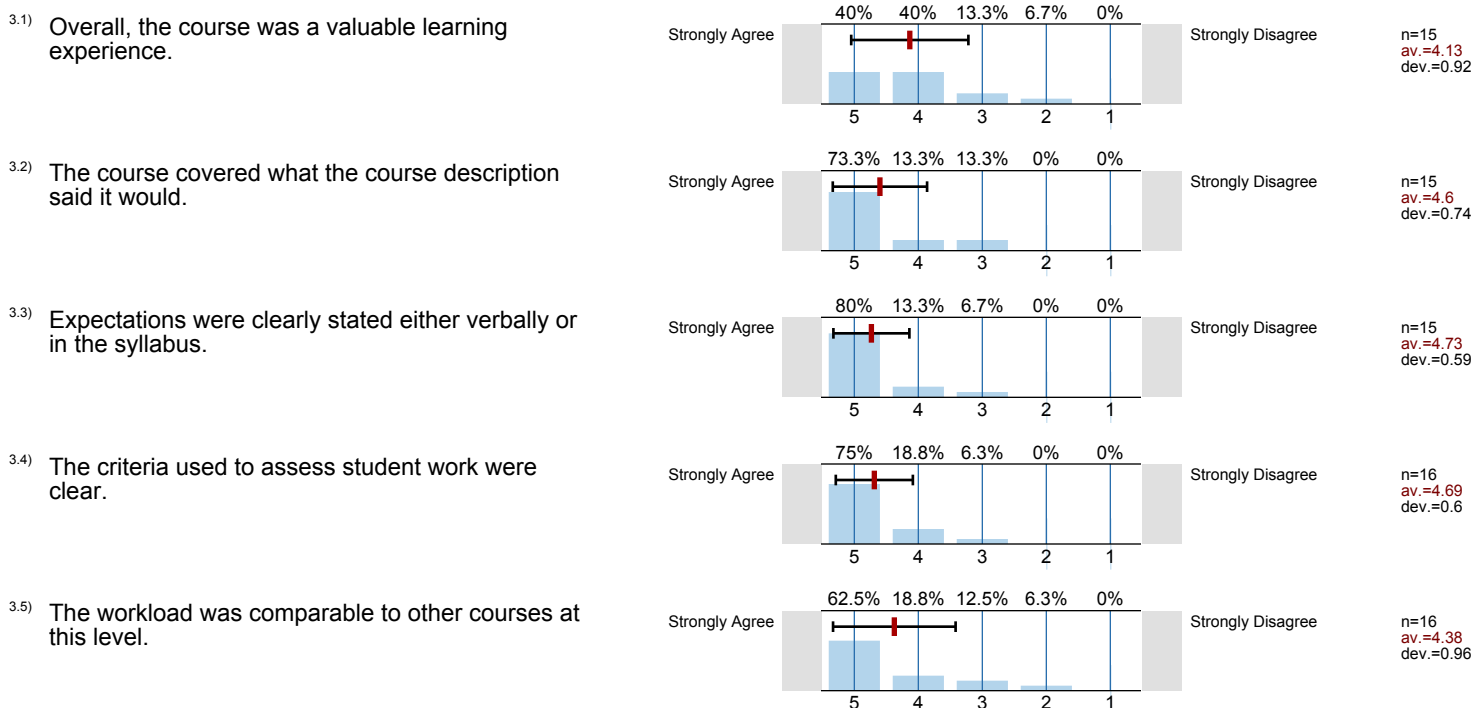 3.1) Overall, the course was a valuable learning
experience.
40% 40% 13.3% 6.7% 0%
Strongly Agree
Strongly Disagree
n=15
av.=4.13
dev.=0.92
5 4 3 2 1
3.2) The course covered what the course description
said it would.
73.3% 13.3% 13.3% 0% 0%
Strongly Agree
Strongly Disagree
n=15
av.=4.6
dev.=0.74
5 4 3 2 1
3.3) Expectations were clearly stated either verbally or
in the syllabus.
80% 13.3% 6.7% 0% 0%
Strongly Agree
Strongly Disagree
n=15
av.=4.73
dev.=0.59
5 4 3 2 1
3.4) The criteria used to assess student work were
clear.
75% 18.8% 6.3% 0% 0%
Strongly Agree
Strongly Disagree
n=16
av.=4.69
dev.=0.6
5 4 3 2 1
3.5) The workload was comparable to other courses at
this level.
62.5% 18.8% 12.5% 6.3% 0%
Strongly Agree
Strongly Disagree
n=16
av.=4.38
dev.=0.96
5 4 3 2 1